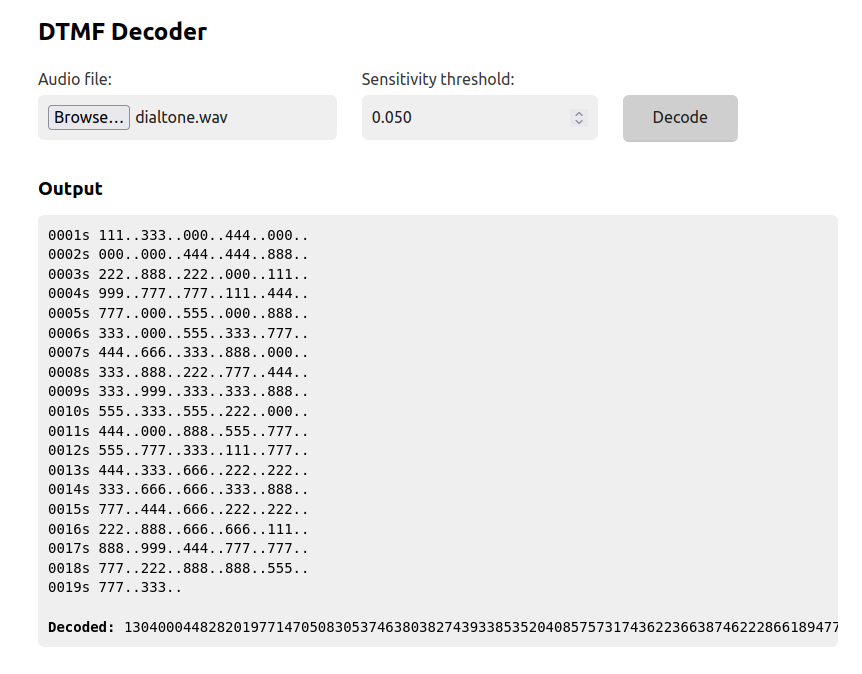 DTMF Decoder
Audio file:
Sensitivity threshold:
Browse... dialtone.wav
0.050
Decode
Output
0001s 111..333..000..444..000..
0002s 000..000..444..444..888..
0003s 222..888..222..000..111..
0004s 999..777..777..111..444..
0005s 777..000..555..000..888..
0006s 333..000..555..333..777..
0007s 444..666..333..888..000..
0008s 333..888..222..777..444..
0009s 333..999..333..333..888..
0010s 555..333..555..222..000..
0011s 444..000..888..555..777..
0012s 555..777..333..111..777..
0013s 444..333..666..222..222..
0014s 333..666..666..333..888..
0015s 777..444..666..222..222..
0016s 222..888..666..666..111..
0017s 888..999..444..777..777..
0018s 777..222..888..888..555..
0019s 777..333..
Decoded: 1304000448282019771470508305374638038274393385352040857573174362236638746222866189477